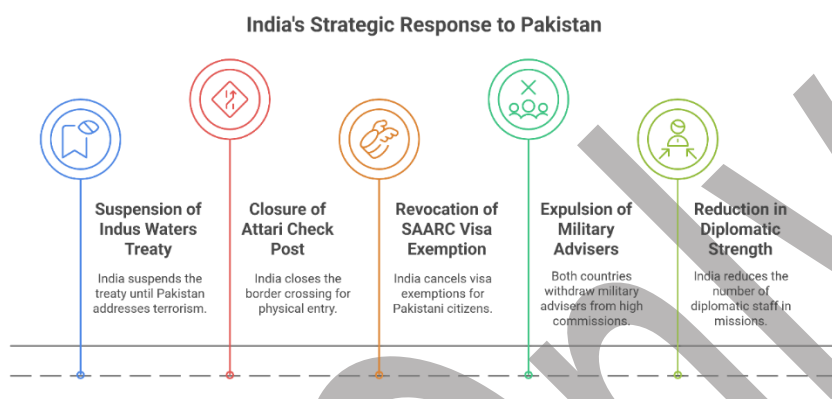 India's Strategic Response to Pakistan
Suspension of
Indus Waters
Treaty
India suspends the
treaty until Pakistan
addresses terrorism.
Closure of
Attari Check
Post
India closes the
border crossing for
physical entry.
Revocation of
SAARC Visa
Exemption
India cancels visa
exemptions for
Pakistani citizens.
Expulsion of
Military
Advisers
Both countries
withdraw military
advisers from high
commissions.
Reduction in
Diplomatic
Strength
India reduces the
number of
diplomatic staff in
missions.